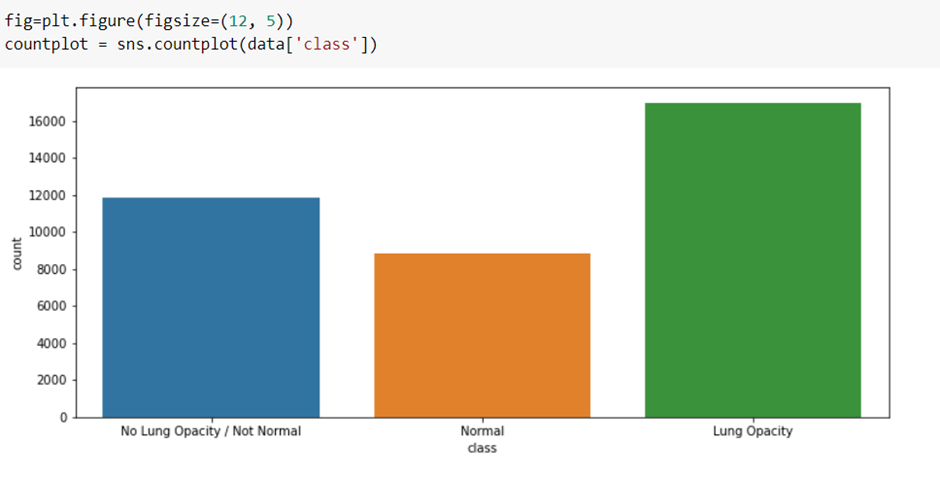 fig=plt.figure(figsize=(12, 5))
countplot = sns.countplot(data['class'])
16000
14000
12000
10000
8000
6000
4000
2000
0
count
No Lung Opacity / Not Normal
Normal
Lung Opacity
class